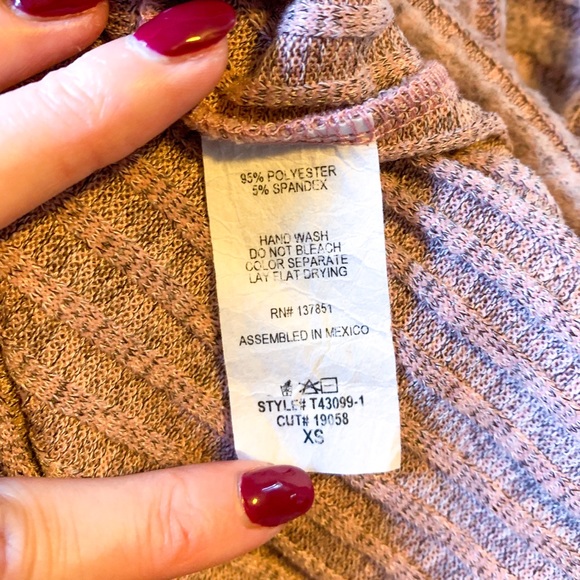 95% POLYESTER
5% SPANDEX
HAND WASH
DO NOT BLEACH
COLOR SEPARATE
LAY FLAT DRYING
RN# 137851
ASSEMBLED IN MEXICO
STYLE# T43099-1
CUT# 19058
XS